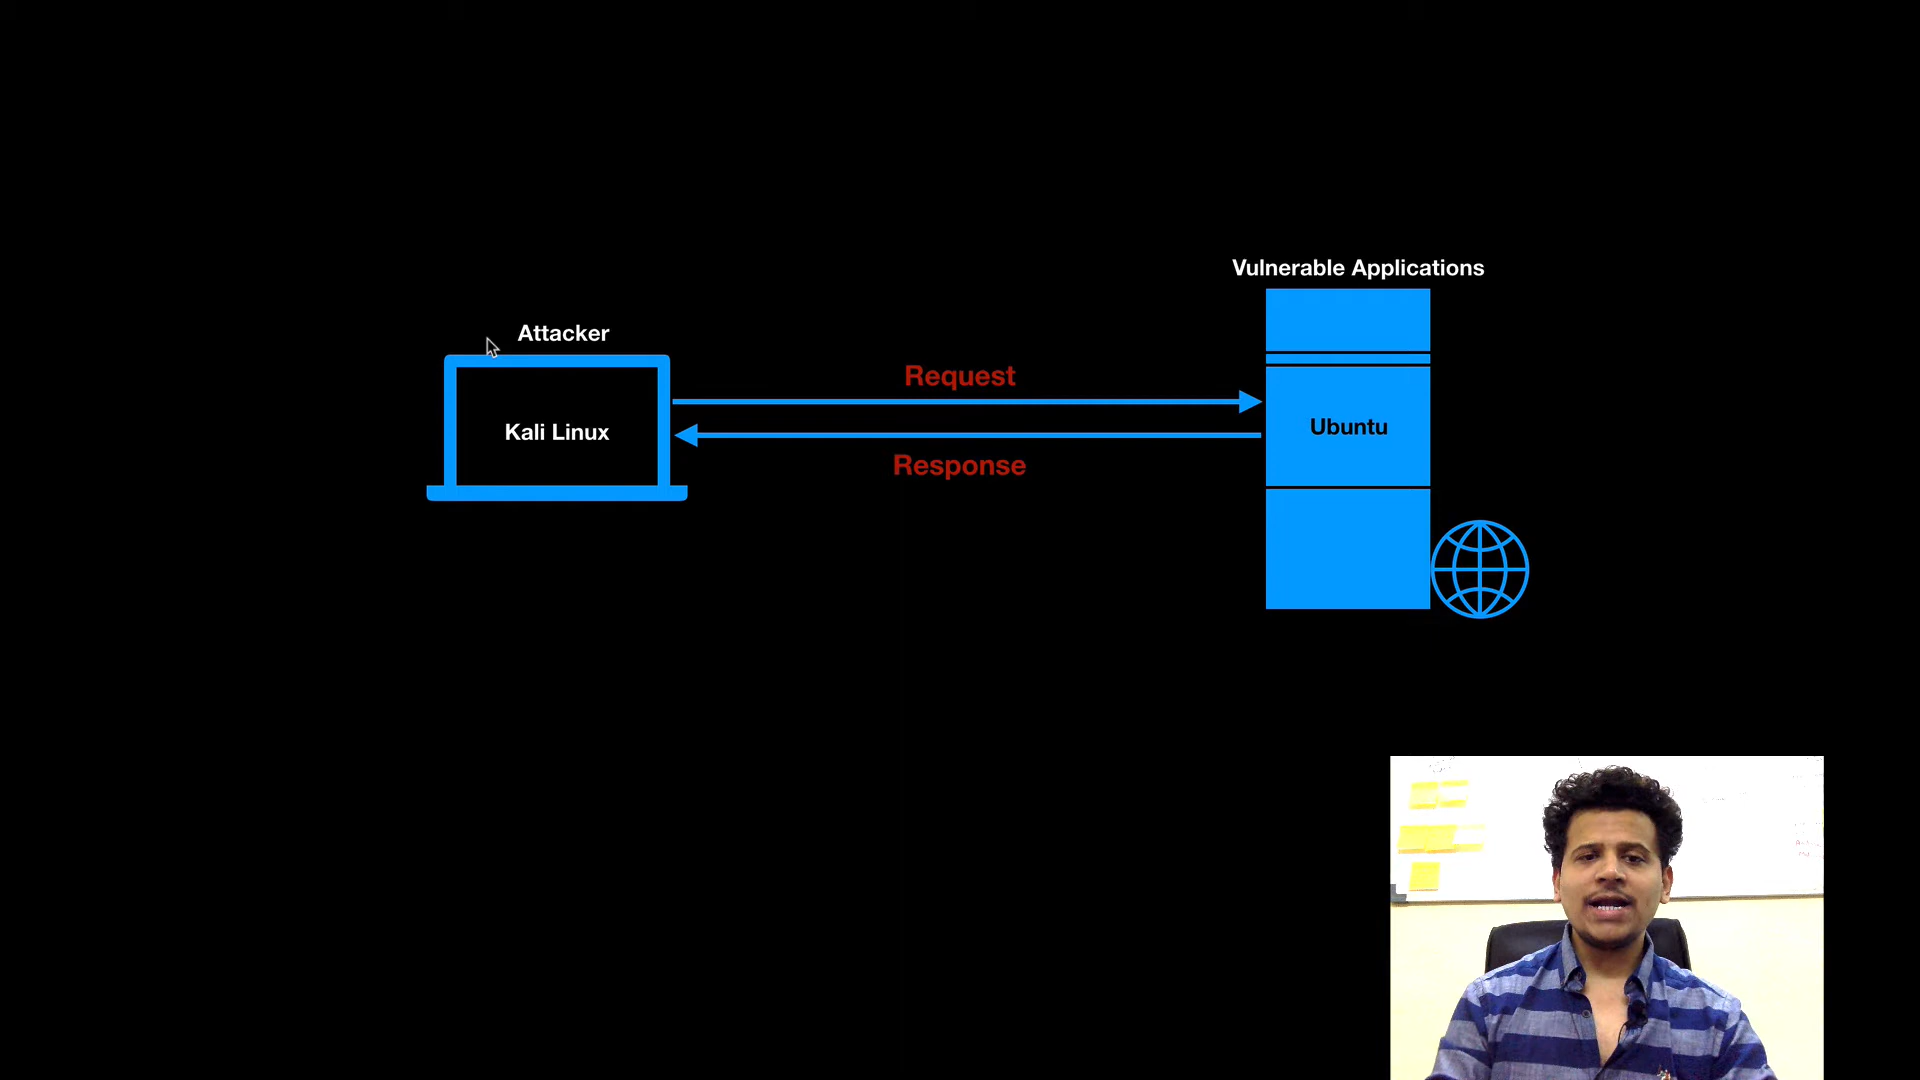 Vulnerable Applications
Attacker
Request
Kali Linux
Ubuntu
Response